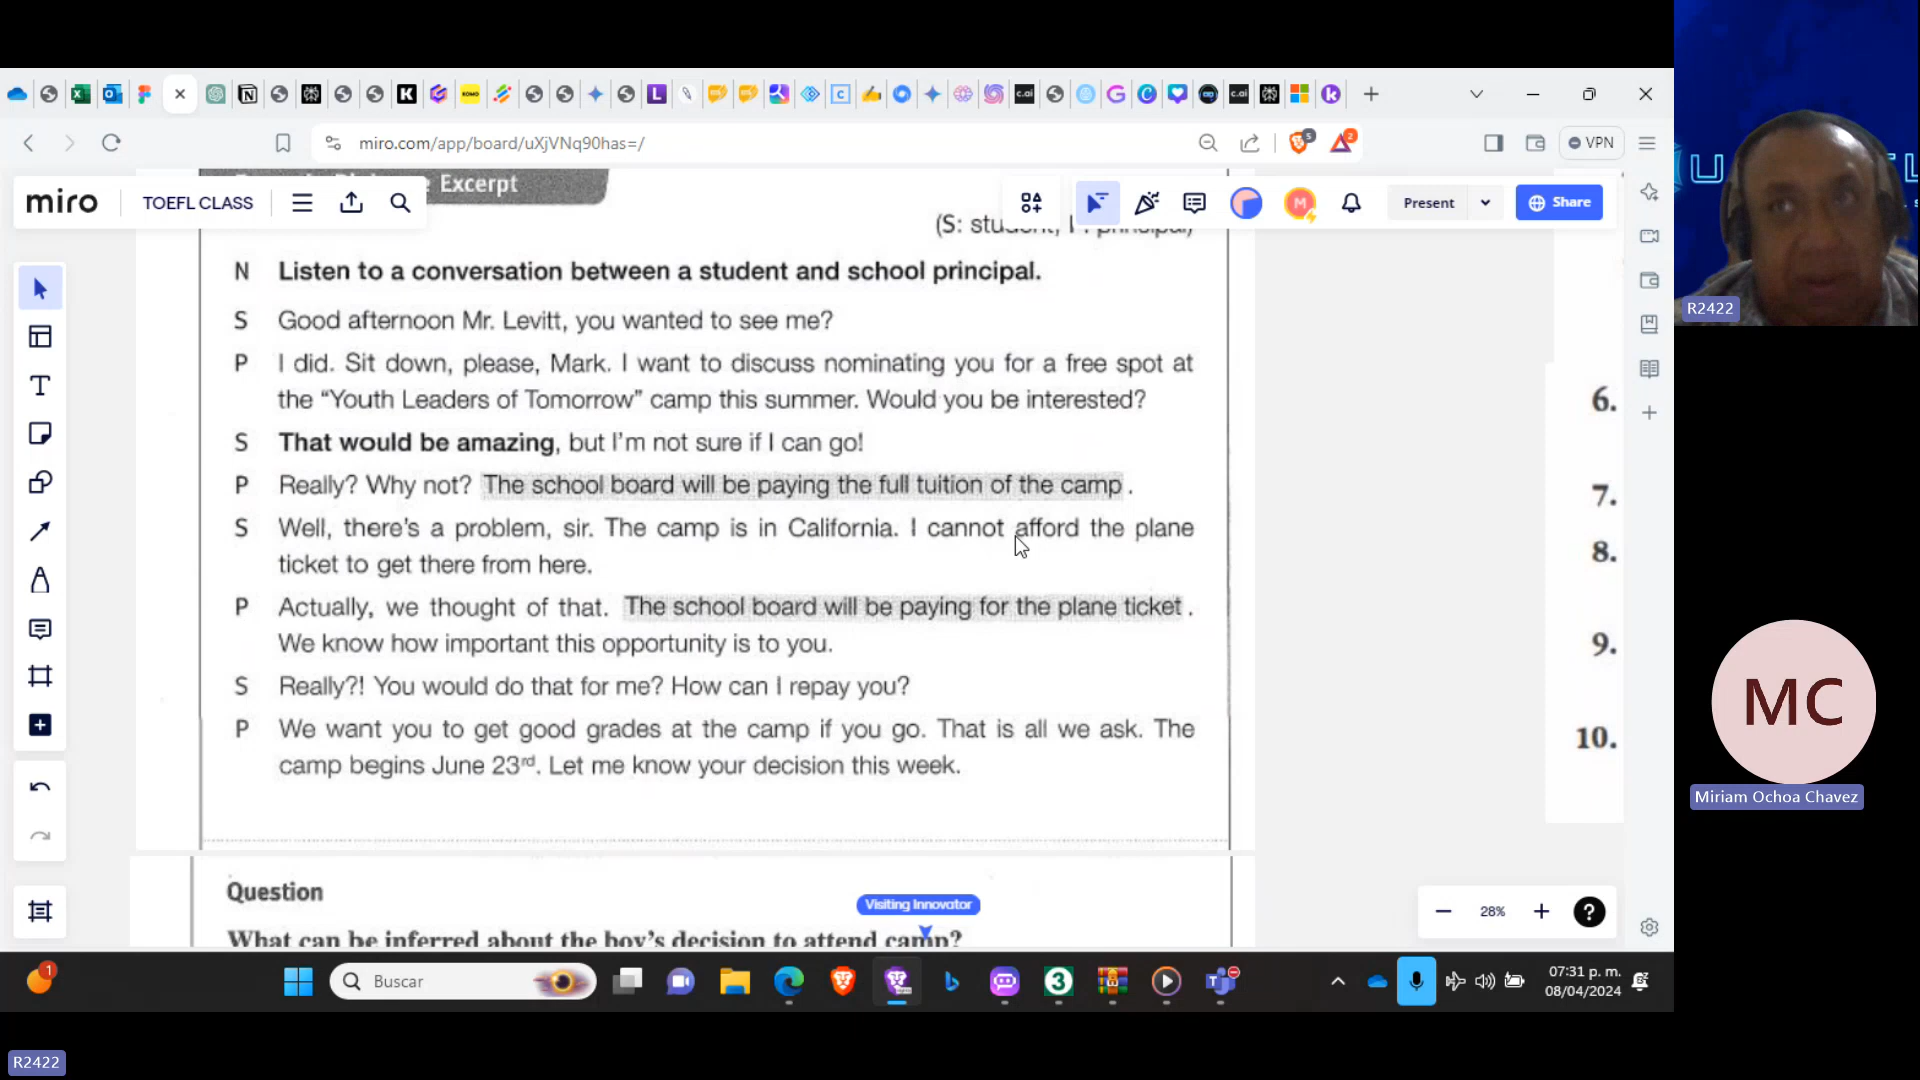 miro.com/app/board/uXjVNq90has=/
VPN
Excerpt
miro
TOEFL CLASS
Present
Share
(S: student, P: principal)
N Listen to a conversation between a student and school principal.
S Good afternoon Mr. Levitt, you wanted to see me?
P I did. Sit down, please, Mark. I want to discuss nominating you for a free spot at
the “Youth Leaders of Tomorrow” camp this summer. Would you be interested?
S That would be amazing, but I'm not sure if I can go!
P Really? Why not? The school board will be paying the full tuition of the camp.
S Well, there's a problem, sir. The camp is in California. I cannot afford the plane
ticket to get there from here.
P Actually, we thought of that. The school board will be paying for the plane ticket.
We know how important this opportunity is to you.
S Really?! You would do that for me? How can I repay you?
P We want you to get good grades at the camp if you go. That is all we ask. The
camp begins June 23rd. Let me know your decision this week.
6.
7.
8.
9.
10.
Question
Visiting Innovator
What can be inferred about the boy's decision to attend camp?
28%
Buscar
07:31 p. m.
08/04/2024
R2422
MC
Miriam Ochoa Chavez
R2422